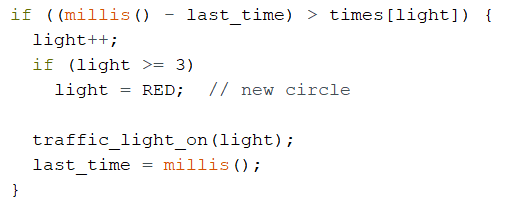 if ((millis() - last_time) > times[light]) {
  light++;
  if (light >= 3)
    light = RED;  // new circle

  traffic_light_on(light);
  last_time = millis();
}